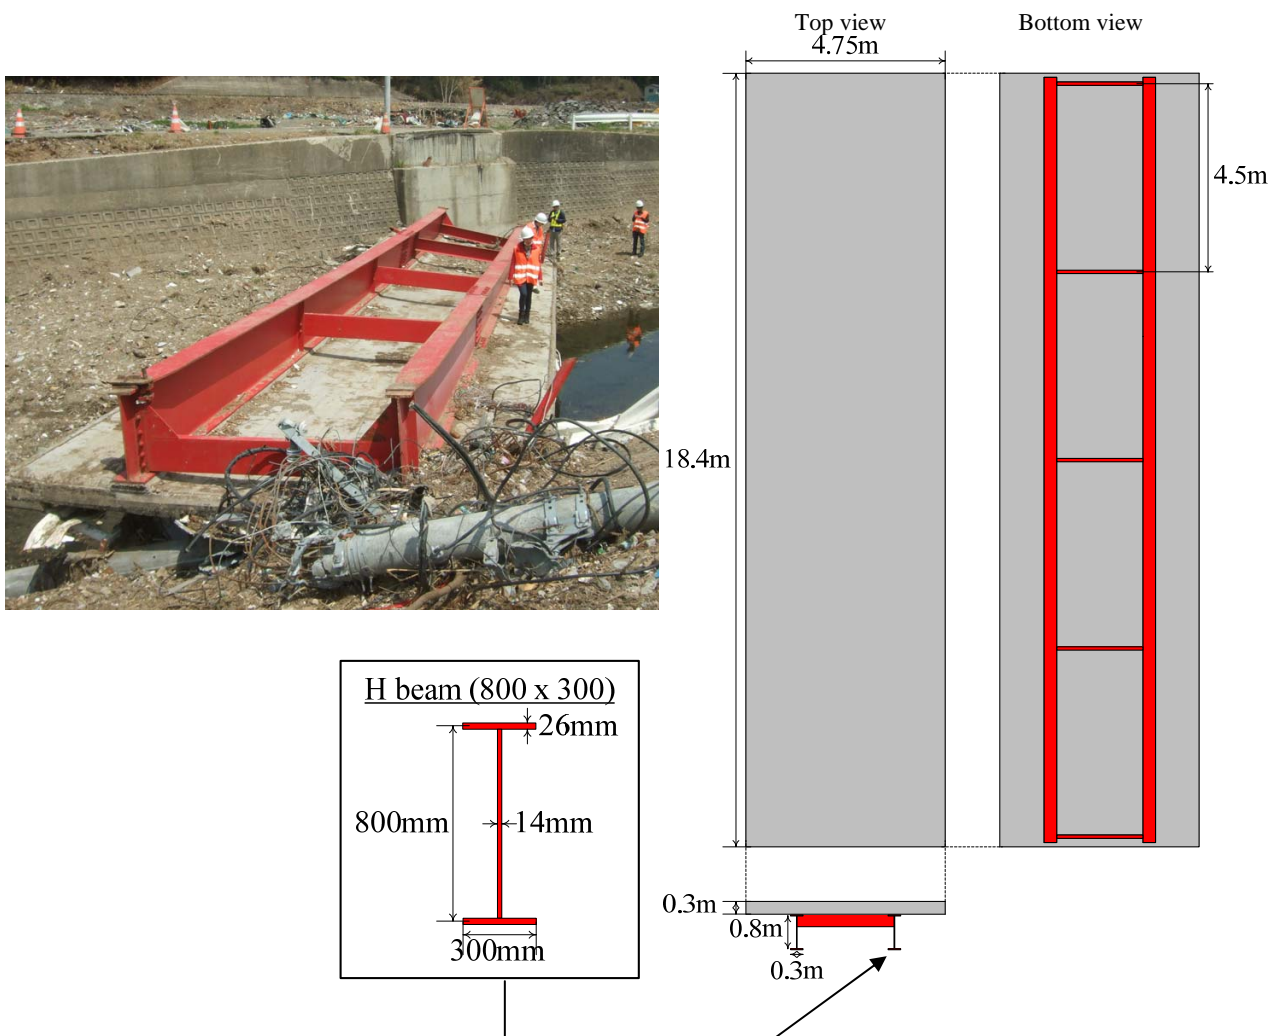 Top view
Bottom view
4.75m
4.5m
18.4m
H beam (800 x 300)
26mm
800mm
14mm
300mm
0.3m
0.8m
0.3m